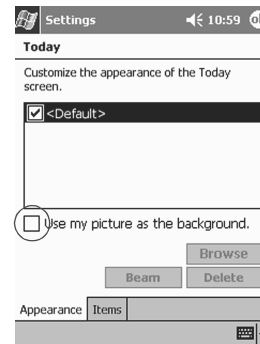 Settings 10:59
Today
Customize the appearance of the Today
screen.
<Default>
Use my picture as the background.
Browse
Beam Delete
Appearance Items